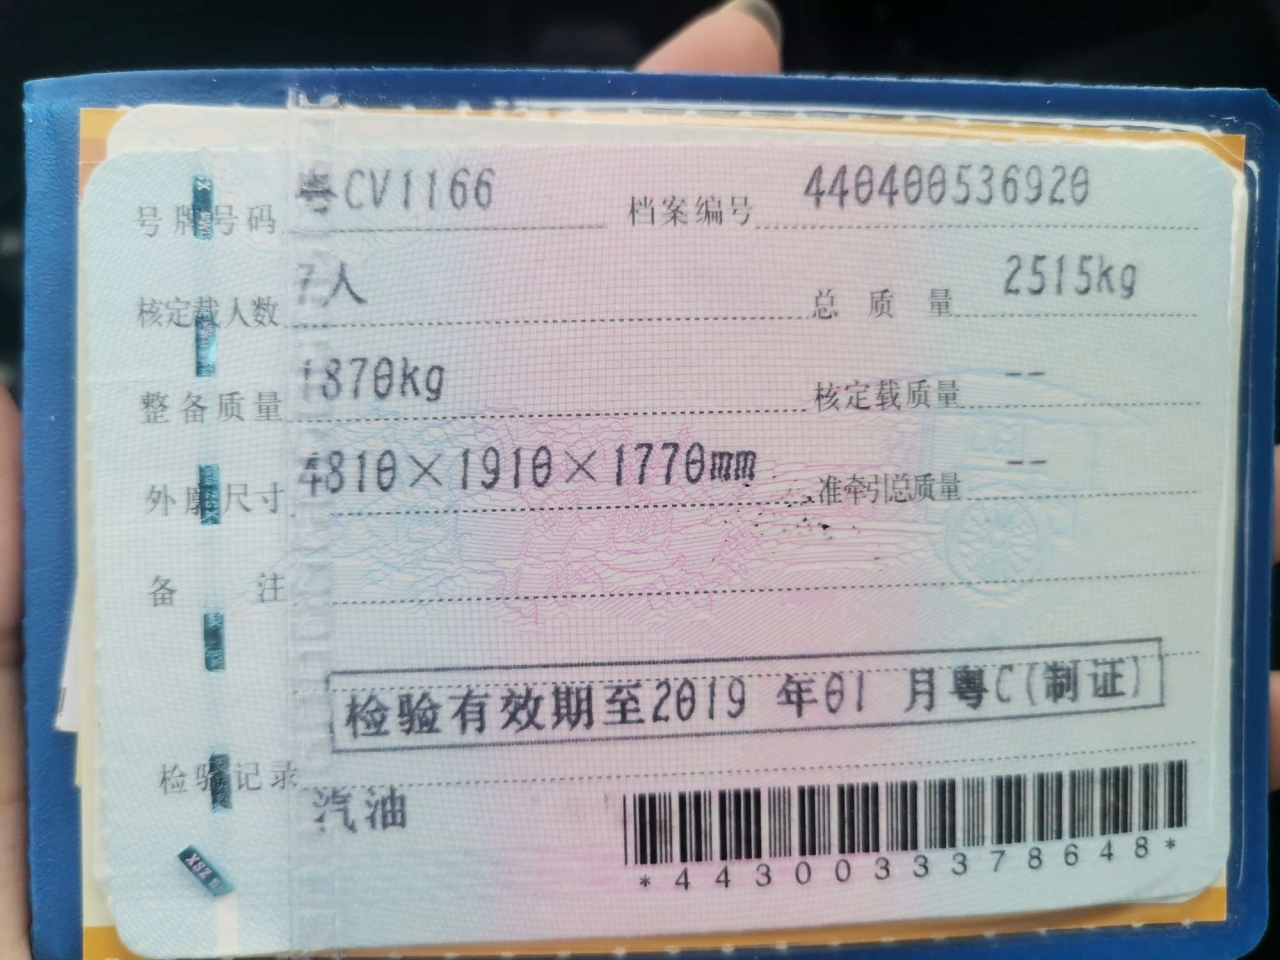 号牌号码 粤CV1166 档案编号 440400536920
核定载人数 7人 总质量 2515kg
整备质量 1870kg 核定载质量 --
外廓尺寸 4810×1910×1770mm 准牵引总质量 --
备注
检验有效期至2019年01月粤C(制证)
检验记录
汽油
*4430033378648*